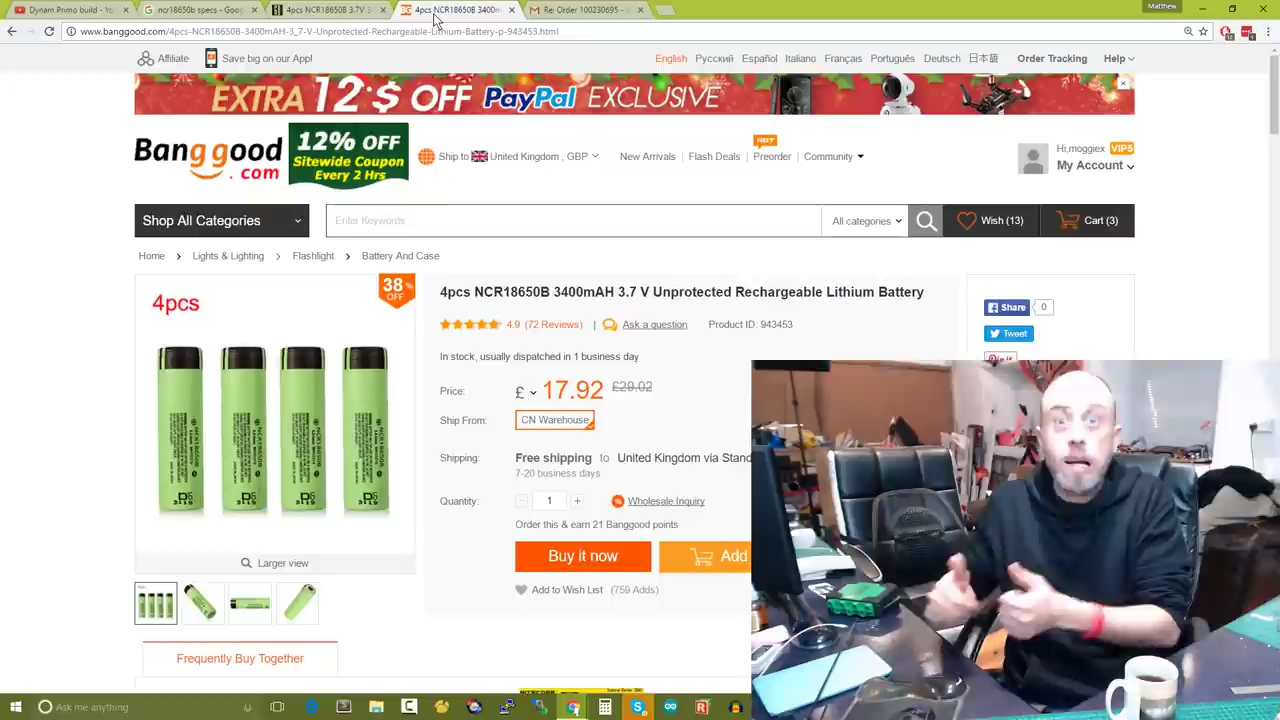 Dynam Primo build - Yo
ncr18650b specs - Goog
4pcs NCR18650B 3.7V
4pcs NCR18650B 3400m
Re: Order 100230695 -
Matthew
www.banggood.com/4pcs-NCR18650B-3400mAH-3_7-V-Unprotected-Rechargeable-Lithium-Battery-p-943453.html
Affiliate
Save big on our App!
English Русский Español Italiano Français Português Deutsch 日本語 Order Tracking Help
EXTRA 12% $ OFF PayPal EXCLUSIVE
Banggood.com
12% OFF
Sitewide Coupon
Every 2 Hrs
Ship to United Kingdom , GBP
New Arrivals Flash Deals Preorder Community
HOT
Hi,moggiex VIP5
My Account
Shop All Categories
Enter Keywords
All categories
Wish (13)
Cart (3)
Home Lights & Lighting Flashlight Battery And Case
4pcs
38% OFF
NCR18650B
4pcs NCR18650B 3400mAH 3.7 V Unprotected Rechargeable Lithium Battery
4.9 (72 Reviews) | Ask a question Product ID: 943453
In stock, usually dispatched in 1 business day
Price: £ 17.92 £29.02
Ship From: CN Warehouse
Shipping: Free shipping to United Kingdom via Stand
7-20 business days
Quantity: - 1 + Wholesale Inquiry
Order this & earn 21 Banggood points
Buy it now
Add
Add to Wish List (759 Adds)
Share 0
Tweet
Pin it
Larger view
Frequently Buy Together
Ask me anything